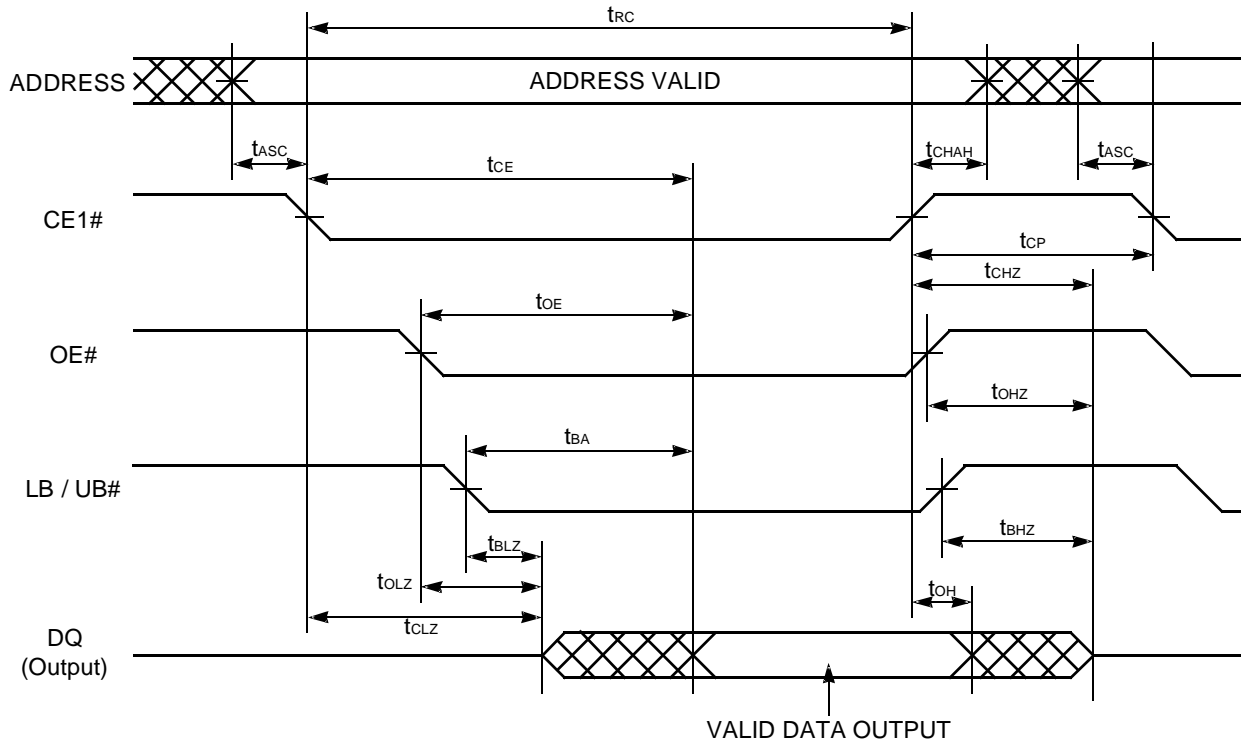 tRC
ADDRESS
ADDRESS VALID
tASC
tCE
tCHAH
tASC
CE1#
tCP
tCHZ
tOE
OE#
tOHZ
tBA
LB / UB#
tBLZ
tBHZ
tOLZ
tOH
tCLZ
DQ
(Output)
VALID DATA OUTPUT